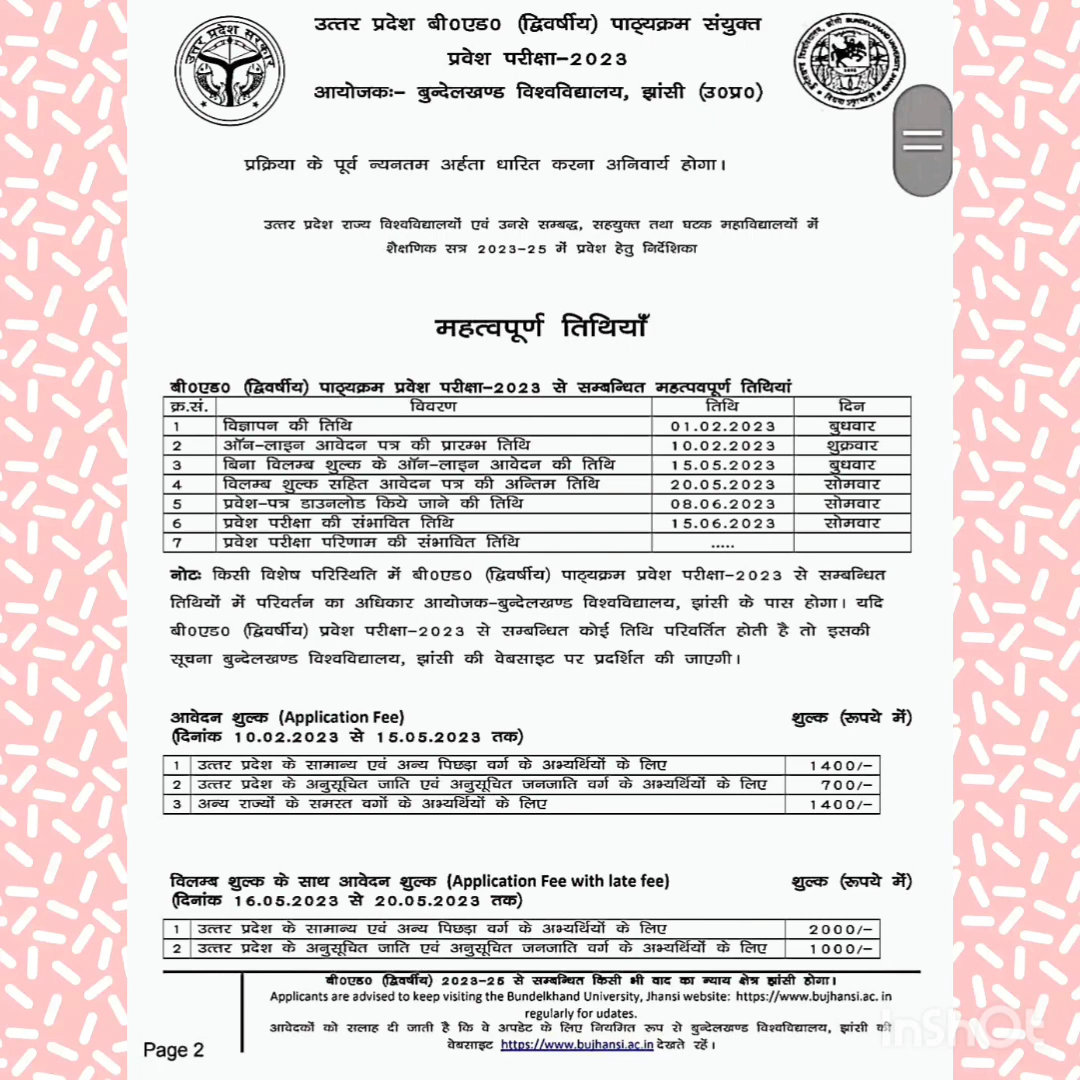 उत्तर प्रदेश बी०एड० (द्विवर्षीय) पाठ्यक्रम संयुक्त
प्रवेश परीक्षा-2023
आयोजकः- बुन्देलखण्ड विश्वविद्यालय, झांसी (उ०प्र०)
उत्तर प्रदेश सरकार
प्रक्रिया के पूर्व न्यनतम अर्हता धारित करना अनिवार्य होगा।
उत्तर प्रदेश राज्य विश्वविद्यालयों एवं उनसे सम्बद्ध, सहयुक्त तथा घटक महाविद्यालयों में
शैक्षणिक सत्र 2023-25 में प्रवेश हेतु निर्देशिका
महत्वपूर्ण तिथियाँ
बी०एड० (द्विवर्षीय) पाठ्यक्रम प्रवेश परीक्षा-2023 से सम्बन्धित महत्पवपूर्ण तिथियां
क्र.सं. विवरण तिथि दिन
1 विज्ञापन की तिथि 01.02.2023 बुधवार
2 ऑन-लाइन आवेदन पत्र की प्रारम्भ तिथि 10.02.2023 शुक्रवार
3 बिना विलम्ब शुल्क के ऑन-लाइन आवेदन की तिथि 15.05.2023 बुधवार
4 विलम्ब शुल्क सहित आवेदन पत्र की अन्तिम तिथि 20.05.2023 सोमवार
5 प्रवेश-पत्र डाउनलोड किये जाने की तिथि 08.06.2023 सोमवार
6 प्रवेश परीक्षा की संभावित तिथि 15.06.2023 सोमवार
7 प्रवेश परीक्षा परिणाम की संभावित तिथि .....
नोटः किसी विशेष परिस्थिति में बी०एड० (द्विवर्षीय) पाठ्यक्रम प्रवेश परीक्षा-2023 से सम्बन्धित
तिथियों में परिवर्तन का अधिकार आयोजक-बुन्देलखण्ड विश्वविद्यालय, झांसी के पास होगा। यदि
बी०एड० (द्विवर्षीय) प्रवेश परीक्षा-2023 से सम्बन्धित कोई तिथि परिवर्तित होती है तो इसकी
सूचना बुन्देलखण्ड विश्वविद्यालय, झांसी की वेबसाइट पर प्रदर्शित की जाएगी।
आवेदन शुल्क (Application Fee) शुल्क (रूपये में)
(दिनांक 10.02.2023 से 15.05.2023 तक)
1 उत्तर प्रदेश के सामान्य एवं अन्य पिछड़ा वर्ग के अभ्यर्थियों के लिए 1400/-
2 उत्तर प्रदेश के अनुसूचित जाति एवं अनुसूचित जनजाति वर्ग के अभ्यर्थियों के लिए 700/-
3 अन्य राज्यों के समस्त वर्गो के अभ्यर्थियों के लिए 1400/-
विलम्ब शुल्क के साथ आवेदन शुल्क (Application Fee with late fee) शुल्क (रूपये में)
(दिनांक 16.05.2023 से 20.05.2023 तक)
1 उत्तर प्रदेश के सामान्य एवं अन्य पिछड़ा वर्ग के अभ्यर्थियों के लिए 2000/-
2 उत्तर प्रदेश के अनुसूचित जाति एवं अनुसूचित जनजाति वर्ग के अभ्यर्थियों के लिए 1000/-
बी०एड० (द्विवर्षीय) 2023-25 से सम्बन्धित किसी भी वाद का न्याय क्षेत्र झांसी होगा।
Applicants are advised to keep visiting the Bundelkhand University, Jhansi website: https://www.bujhansi.ac. in
regularly for udates.
आवेदकों को सलाह दी जाती है कि वे अपडेट के लिए नियमित रूप से बुन्देलखण्ड विश्वविद्यालय, झांसी की
वेबसाइट https://www.bujhansi.ac.in देखते रहें।
Page 2
InShOt